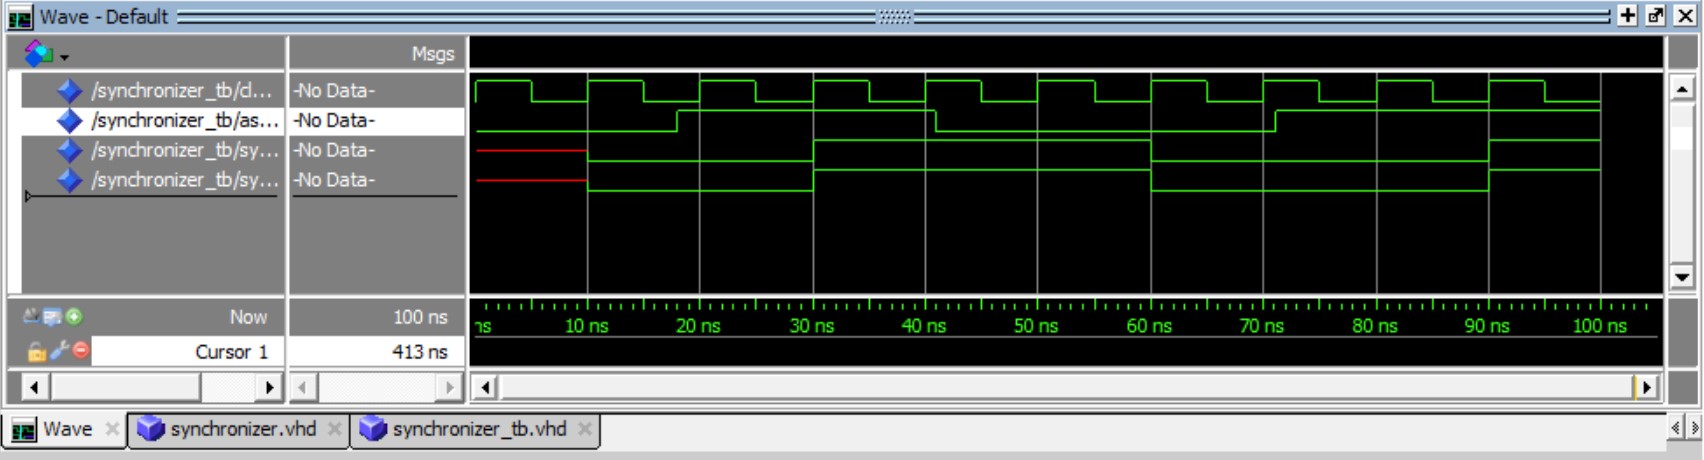 Wave - Default
Msgs
/synchronizer_tb/cl... -No Data-
/synchronizer_tb/as... -No Data-
/synchronizer_tb/sy... -No Data-
/synchronizer_tb/sy... -No Data-
Now 100 ns
ns 10 ns 20 ns 30 ns 40 ns 50 ns 60 ns 70 ns 80 ns 90 ns 100 ns
Cursor 1 413 ns
Wave synchronizer.vhd synchronizer_tb.vhd